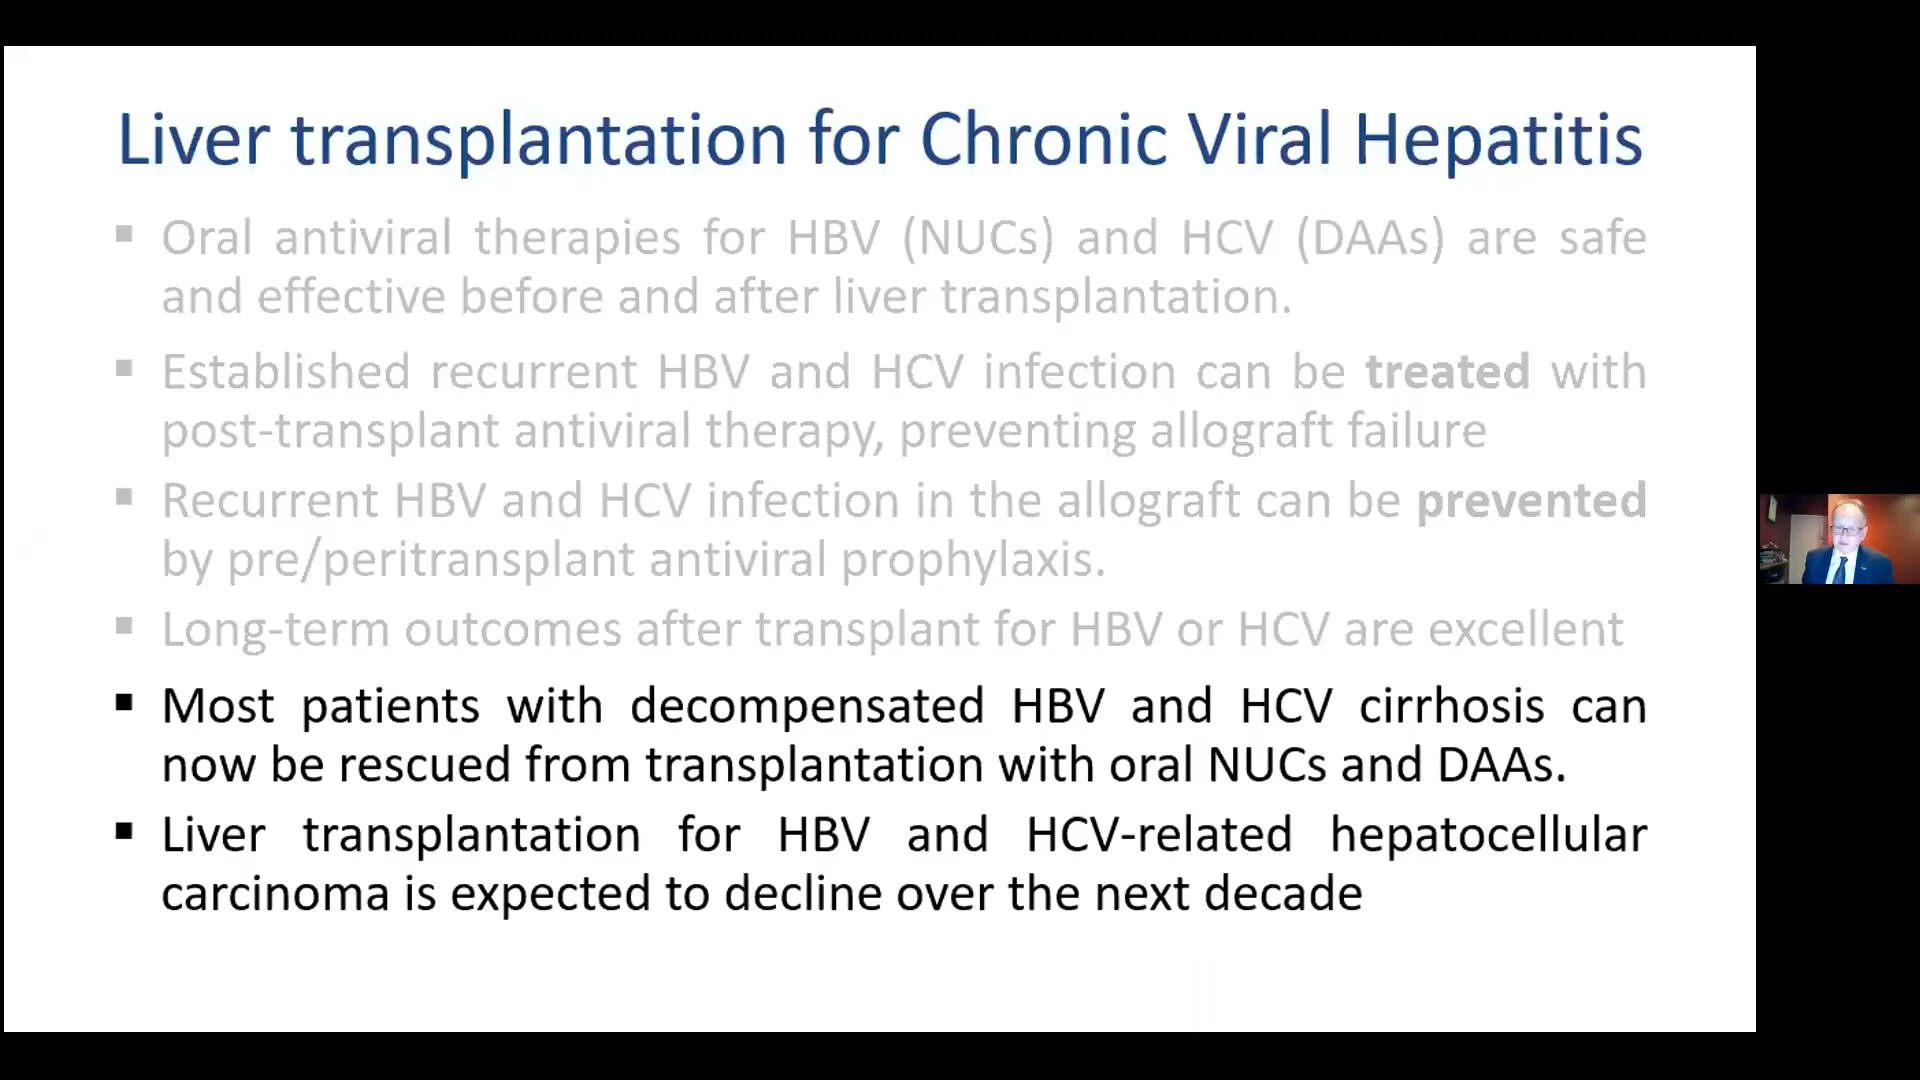 Liver transplantation for Chronic Viral Hepatitis
▪ Oral antiviral therapies for HBV (NUCs) and HCV (DAAs) are safe
and effective before and after liver transplantation.
▪ Established recurrent HBV and HCV infection can be treated with
post-transplant antiviral therapy, preventing allograft failure
▪ Recurrent HBV and HCV infection in the allograft can be prevented
by pre/peritransplant antiviral prophylaxis.
▪ Long-term outcomes after transplant for HBV or HCV are excellent
▪ Most patients with decompensated HBV and HCV cirrhosis can
now be rescued from transplantation with oral NUCs and DAAs.
▪ Liver transplantation for HBV and HCV-related hepatocellular
carcinoma is expected to decline over the next decade